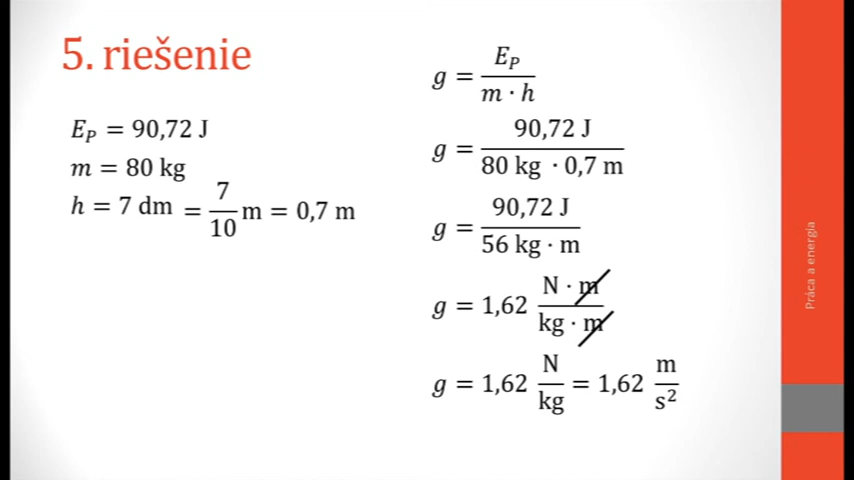 5. riešenie
E_P = 90,72 J
m = 80 kg
h = 7 dm = 7/10 m = 0,7 m
g = E_P / (m · h)
g = 90,72 J / (80 kg · 0,7 m)
g = 90,72 J / (56 kg · m)
g = 1,62 (N · m) / (kg · m)
g = 1,62 N/kg = 1,62 m/s²
Práca a energia